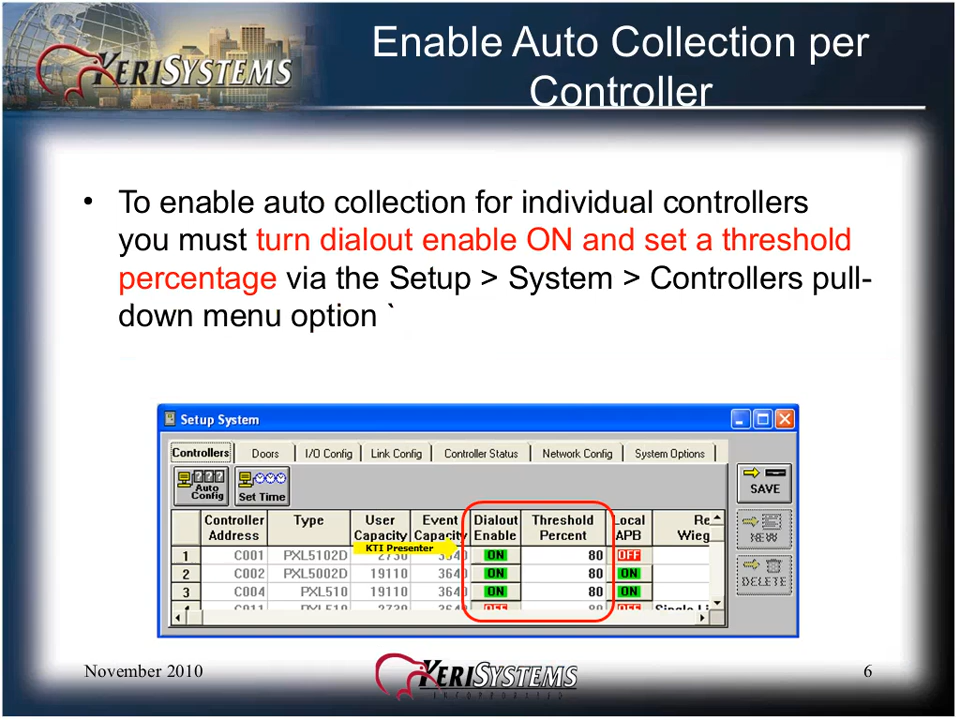 KERISYSTEMS
Enable Auto Collection per
Controller
• To enable auto collection for individual controllers
you must turn dialout enable ON and set a threshold
percentage via the Setup > System > Controllers pull-
down menu option `
Setup System
Controllers Doors I/O Config Link Config Controller Status Network Config System Options
Auto Config Set Time
SAVE
NEW
DELETE
Controller Type User Event Dialout Threshold Local Re
Address Capacity Capacity Enable Percent APB Wieg
KTI Presenter
1 C001 PXL5102D 2730 3640 ON 80 OFF
2 C002 PXL5002D 19110 3640 ON 80 ON
3 C004 PXL510 19110 3640 ON 80 ON
4 C011 PXL510 2730 3640 OFF 80 OFF Single Li
November 2010
KERISYSTEMS
INCORPORATED
6